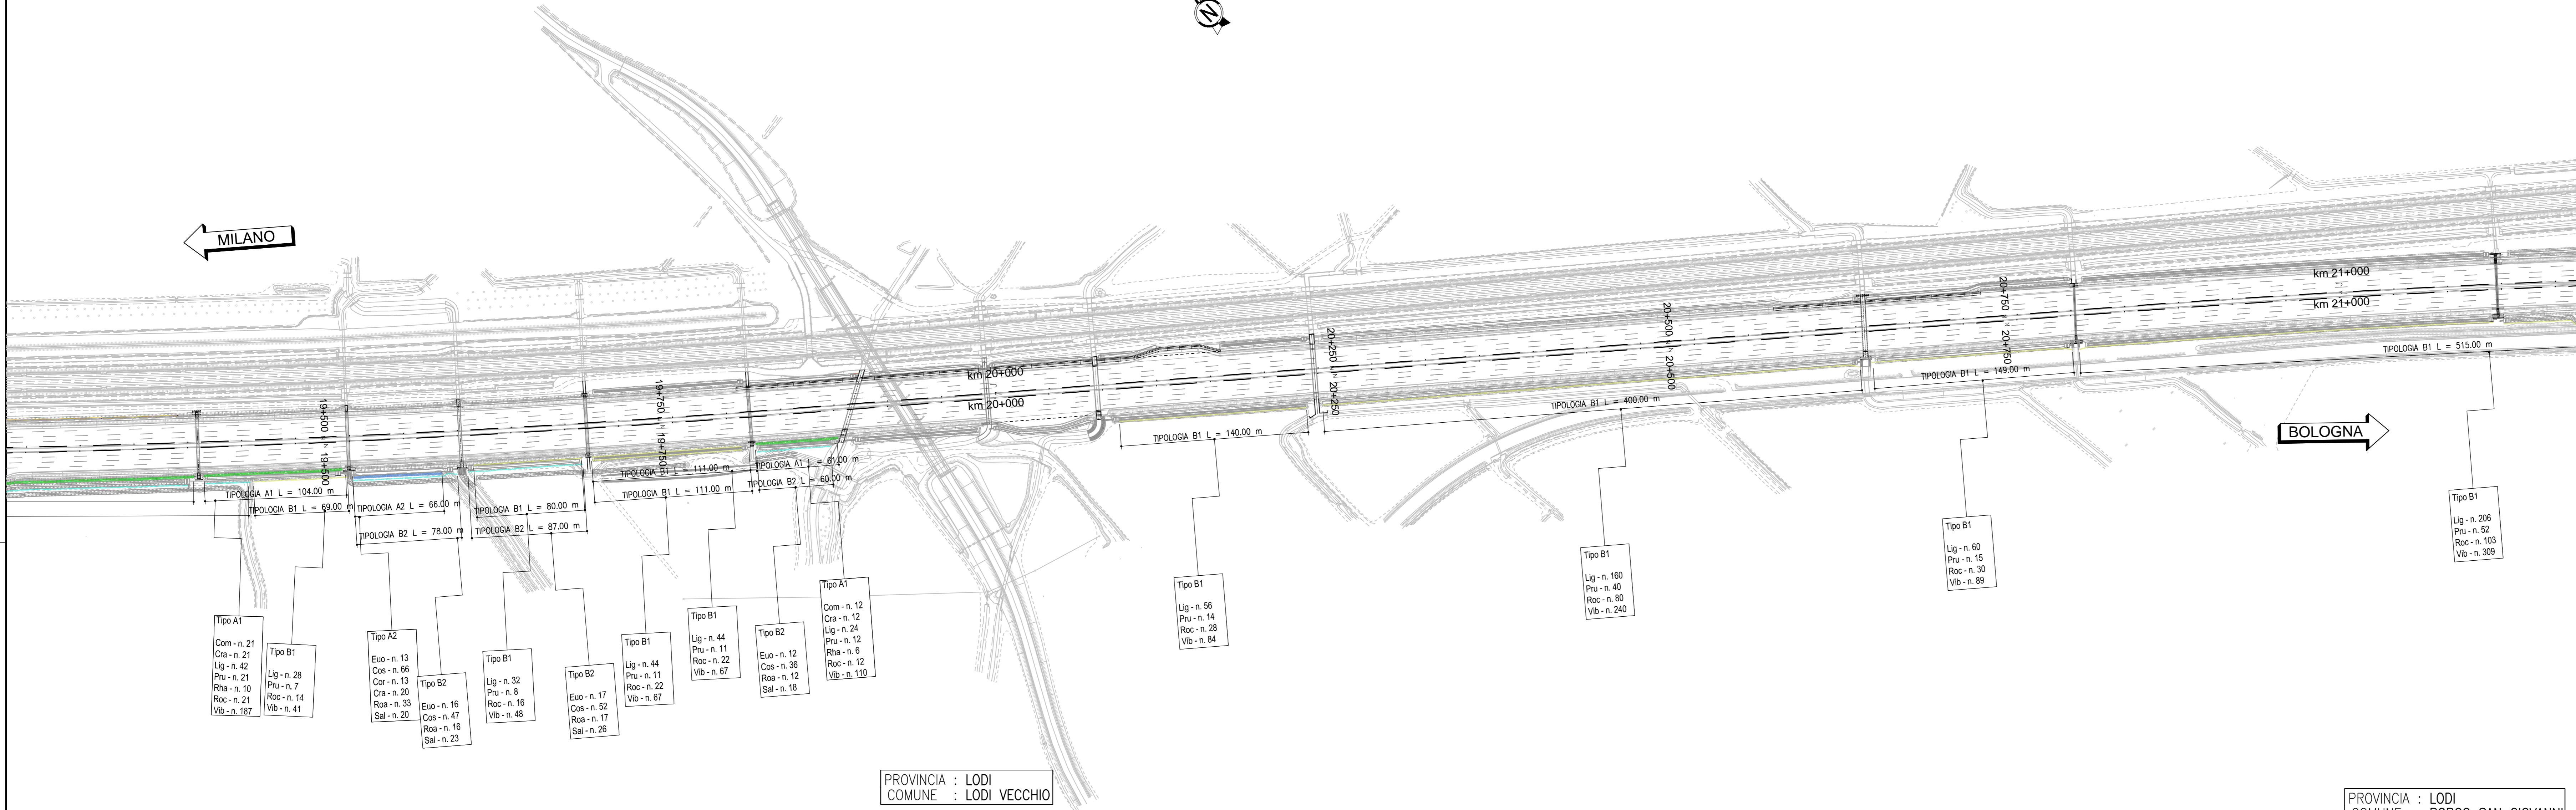 N
MILANO
BOLOGNA
19+500
19+500
19+750
19+750
km 20+000
km 20+000
20+250
20+250
20+500
20+500
20+750
20+750
km 21+000
km 21+000
TIPOLOGIA A1 L = 104.00 m
TIPOLOGIA B1 L = 69.00 m
TIPOLOGIA A2 L = 66.00 m
TIPOLOGIA B2 L = 78.00 m
TIPOLOGIA B1 L = 80.00 m
TIPOLOGIA B2 L = 87.00 m
TIPOLOGIA B1 L = 111.00 m
TIPOLOGIA B1 L = 111.00 m
TIPOLOGIA A1 L = 61.00 m
TIPOLOGIA B2 L = 60.00 m
TIPOLOGIA B1 L = 140.00 m
TIPOLOGIA B1 L = 400.00 m
TIPOLOGIA B1 L = 149.00 m
TIPOLOGIA B1 L = 515.00 m
Tipo A1
Com - n. 21
Cra - n. 21
Lig - n. 42
Pru - n. 21
Rha - n. 10
Roc - n. 21
Vib - n. 187
Tipo B1
Lig - n. 28
Pru - n. 7
Roc - n. 14
Vib - n. 41
Tipo A2
Euo - n. 13
Cos - n. 66
Cor - n. 13
Cra - n. 20
Roa - n. 33
Sal - n. 20
Tipo B2
Euo - n. 16
Cos - n. 47
Roa - n. 16
Sal - n. 23
Tipo B1
Lig - n. 32
Pru - n. 8
Roc - n. 16
Vib - n. 48
Tipo B2
Euo - n. 17
Cos - n. 52
Roa - n. 17
Sal - n. 26
Tipo B1
Lig - n. 44
Pru - n. 11
Roc - n. 22
Vib - n. 67
Tipo B1
Lig - n. 44
Pru - n. 11
Roc - n. 22
Vib - n. 67
Tipo B2
Euo - n. 12
Cos - n. 36
Roa - n. 12
Sal - n. 18
Tipo A1
Com - n. 12
Cra - n. 12
Lig - n. 24
Pru - n. 12
Rha - n. 6
Roc - n. 12
Vib - n. 110
Tipo B1
Lig - n. 56
Pru - n. 14
Roc - n. 28
Vib - n. 84
Tipo B1
Lig - n. 160
Pru - n. 40
Roc - n. 80
Vib - n. 240
Tipo B1
Lig - n. 60
Pru - n. 15
Roc - n. 30
Vib - n. 89
Tipo B1
Lig - n. 206
Pru - n. 52
Roc - n. 103
Vib - n. 309
PROVINCIA : LODI
COMUNE : LODI VECCHIO
PROVINCIA : LODI
COMUNE : BORGO SAN GIOVANNI